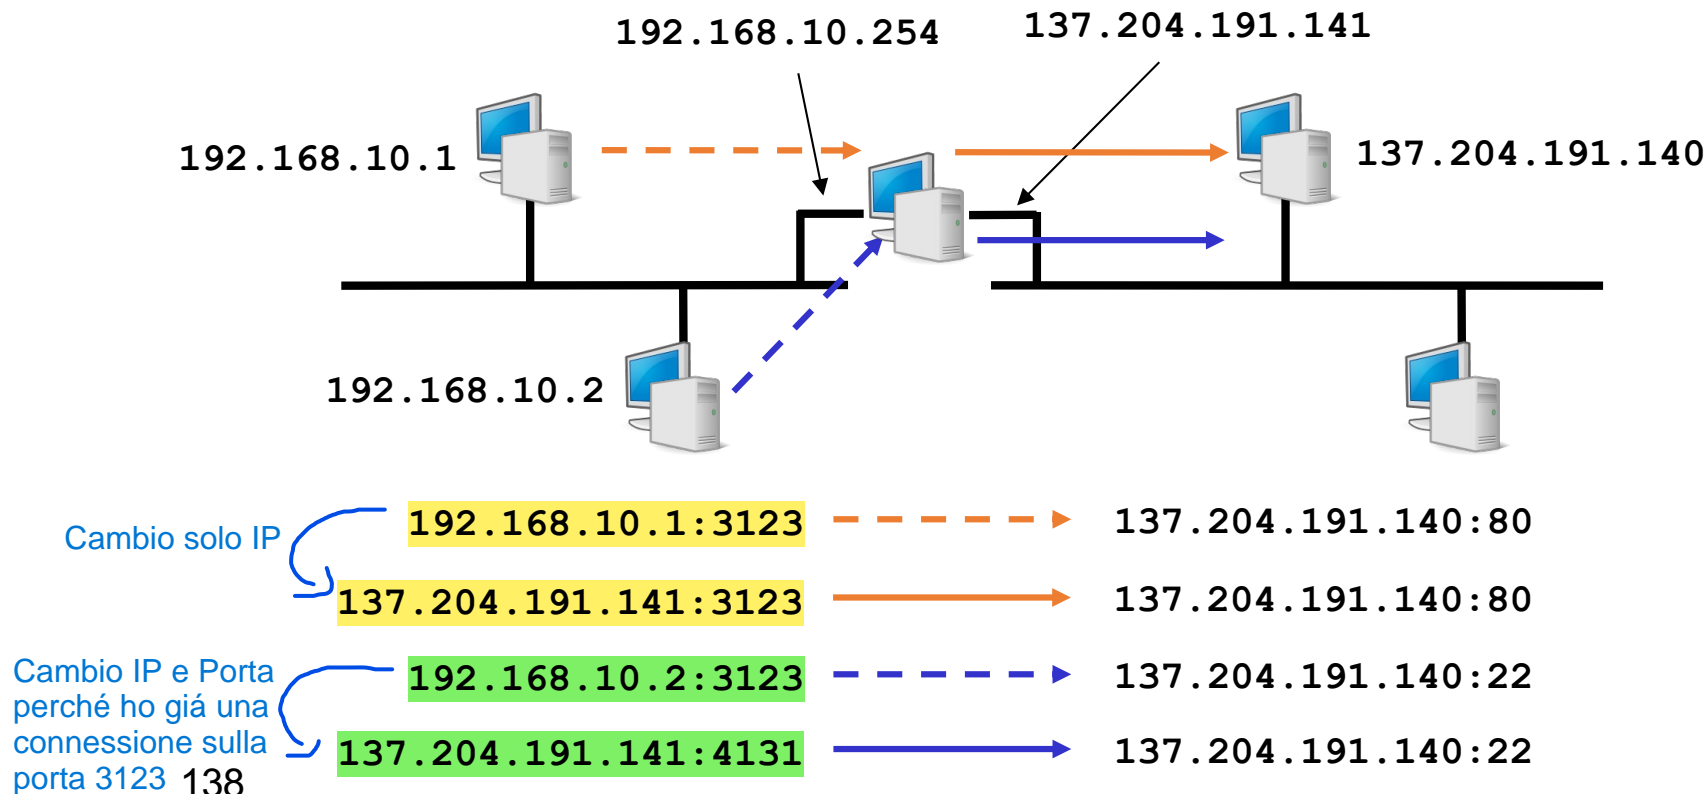 192.168.10.254
137.204.191.141
192.168.10.1
137.204.191.140
192.168.10.2
Cambio solo IP
192.168.10.1:3123
137.204.191.140:80
137.204.191.141:3123
137.204.191.140:80
Cambio IP e Porta
perché ho giá una
connessione sulla
porta 3123
192.168.10.2:3123
137.204.191.140:22
137.204.191.141:4131
137.204.191.140:22
138